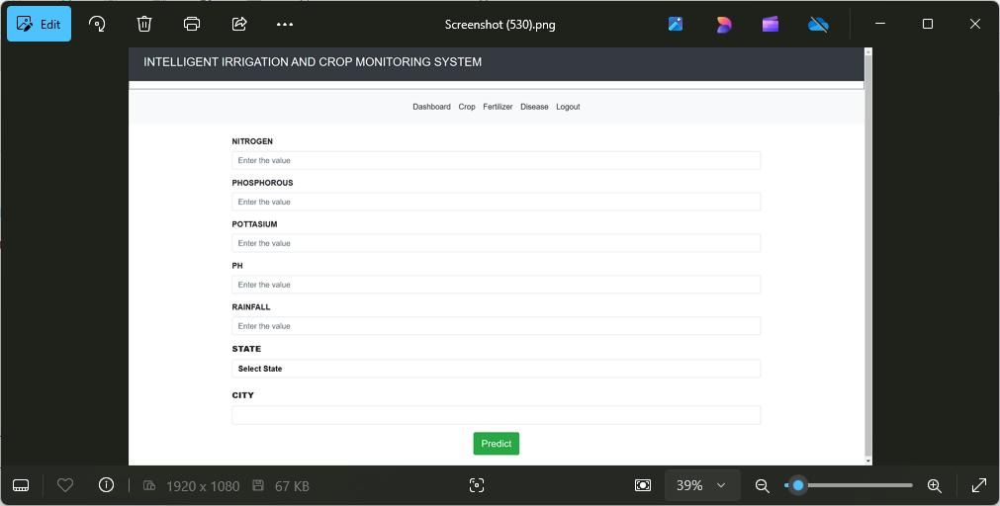 Edit
Screenshot (530).png
INTELLIGENT IRRIGATION AND CROP MONITORING SYSTEM
Dashboard Crop Fertilizer Disease Logout
NITROGEN
Enter the value
PHOSPHOROUS
Enter the value
POTTASIUM
Enter the value
PH
Enter the value
RAINFALL
Enter the value
STATE
Select State
CITY
Predict
1920 x 1080 67 KB 39%